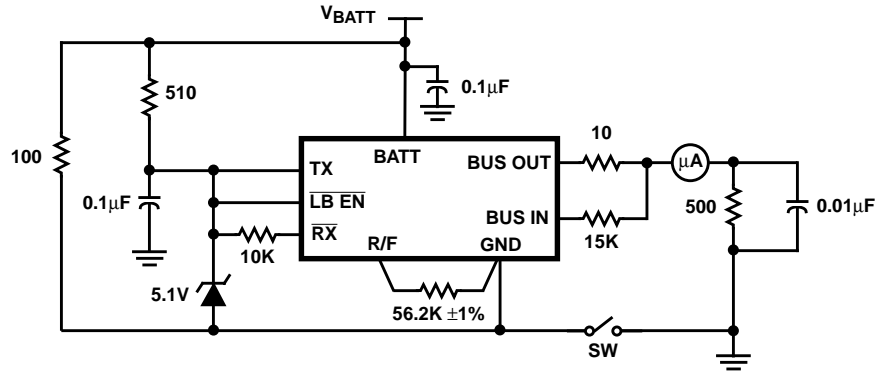 VBATT
0.1µF
510
100
10
TX
BATT
BUS OUT
µA
LB EN
0.1µF
BUS IN
500
0.01µF
RX
10K
R/F
GND
15K
5.1V
56.2K ±1%
SW